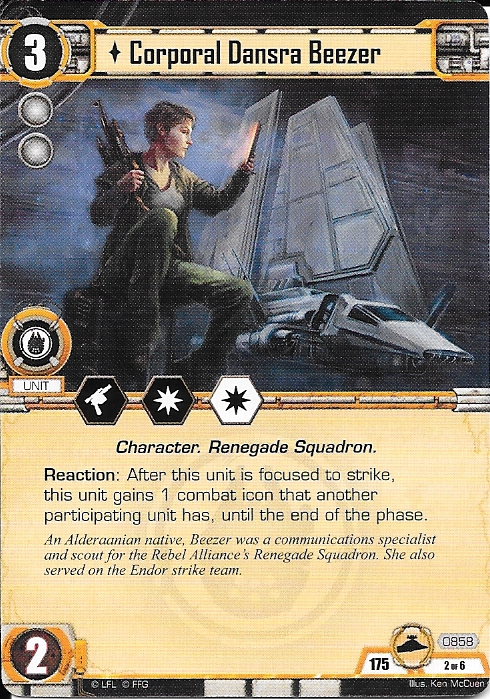 3
Corporal Dansra Beezer
UNIT
Character. Renegade Squadron.
Reaction: After this unit is focused to strike,
this unit gains 1 combat icon that another
participating unit has, until the end of the phase.
An Alderaanian native, Beezer was a communications specialist
and scout for the Rebel Alliance's Renegade Squadron. She also
served on the Endor strike team.
2
0858
175
2 OF 6
© LFL © FFG
Illus. Ken McCuen